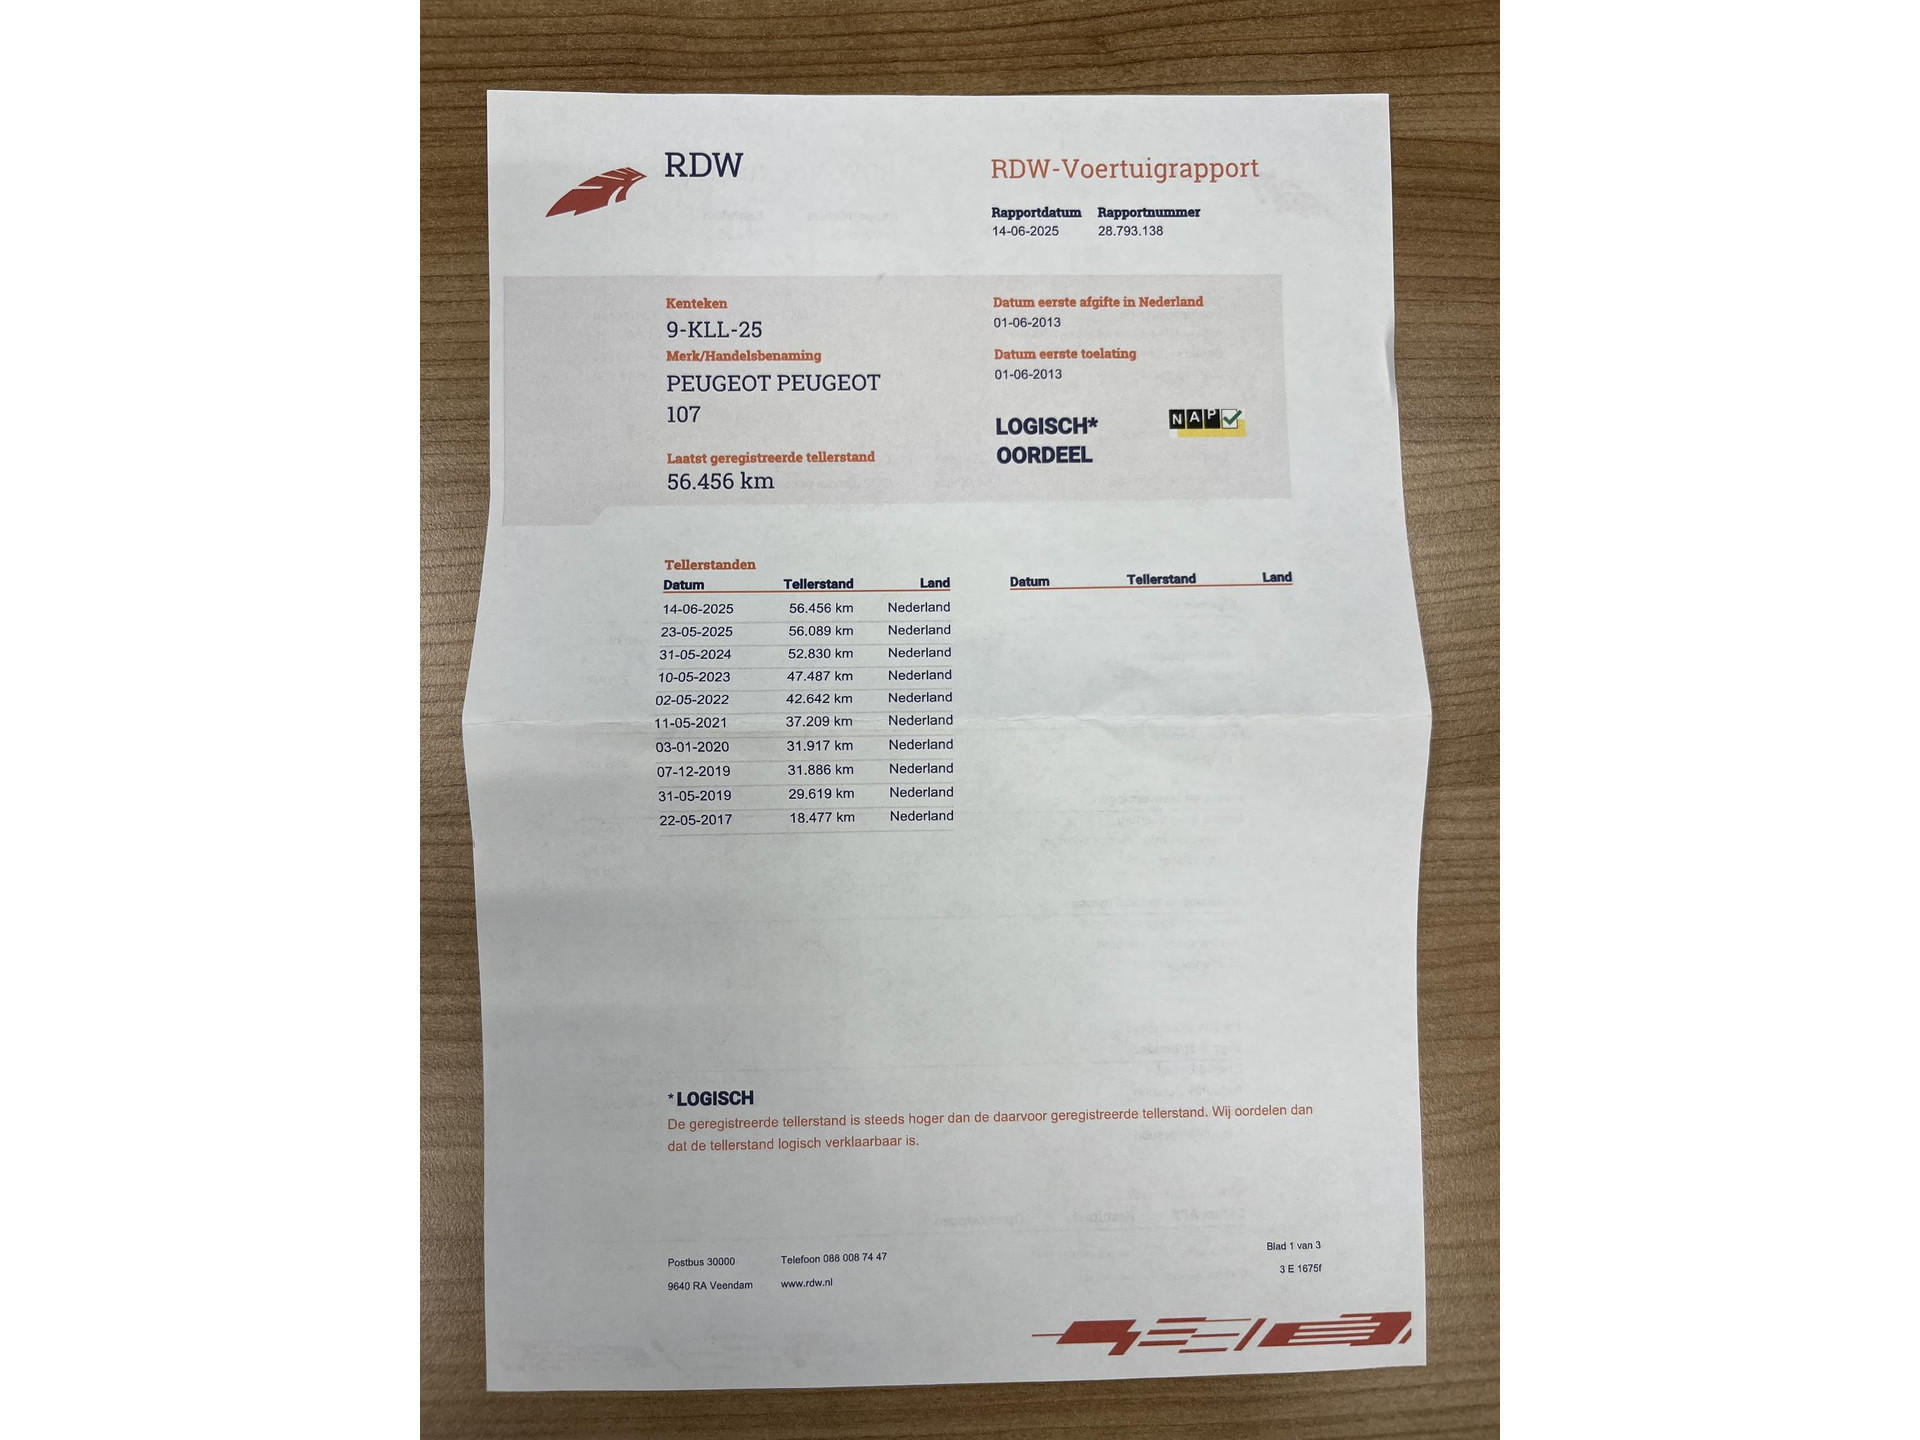 RDW
RDW-Voertuigrapport
Rapportdatum Rapportnummer
14-06-2025 28.793.138
Kenteken
9-KLL-25
Merk/Handelsbenaming
PEUGEOT PEUGEOT
107
Laatst geregistreerde tellerstand
56.456 km
Datum eerste afgifte in Nederland
01-06-2013
Datum eerste toelating
01-06-2013
LOGISCH*
OORDEEL
NAP
Tellerstanden
Datum Tellerstand Land
14-06-2025 56.456 km Nederland
23-05-2025 56.089 km Nederland
31-05-2024 52.830 km Nederland
10-05-2023 47.487 km Nederland
02-05-2022 42.642 km Nederland
11-05-2021 37.209 km Nederland
03-01-2020 31.917 km Nederland
07-12-2019 31.886 km Nederland
31-05-2019 29.619 km Nederland
22-05-2017 18.477 km Nederland
Datum Tellerstand Land
*LOGISCH
De geregistreerde tellerstand is steeds hoger dan de daarvoor geregistreerde tellerstand. Wij oordelen dan
dat de tellerstand logisch verklaarbaar is.
Postbus 30000 Telefoon 088 008 74 47
9640 RA Veendam www.rdw.nl
Blad 1 van 3
3 E 1675f